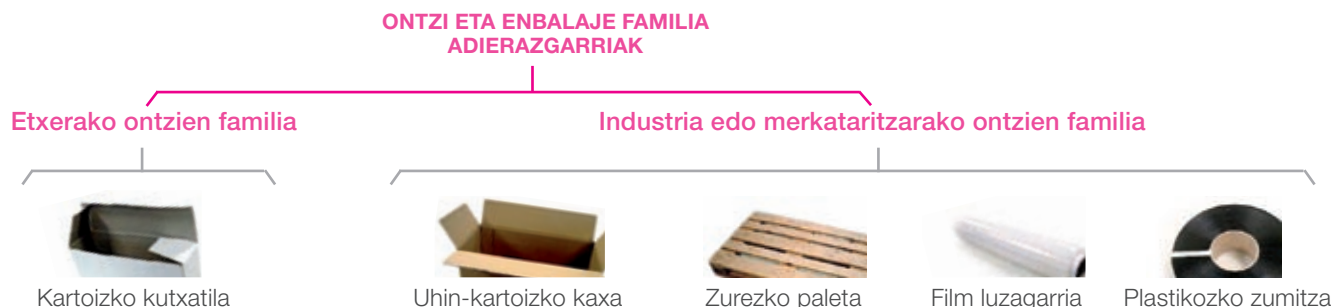 ONTZI ETA ENBALAJE FAMILIA
ADIERAZGARRIAK
Etxerako ontzien familia
Industria edo merkataritzarako ontzien familia
Kartoizko kutxatila
Uhin-kartoizko kaxa
Zurezko paleta
Film luzagarria
Plastikozko zumitza